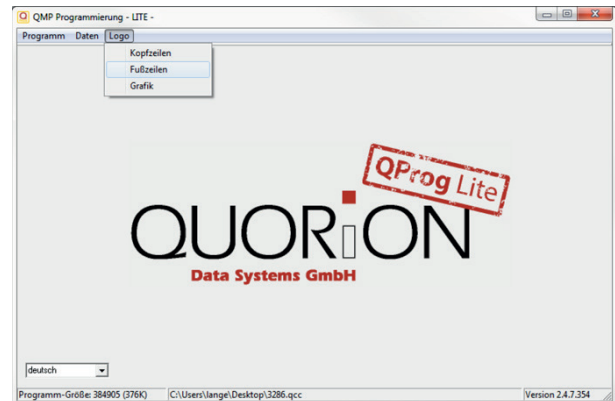 QMP Programmierung - LITE -
Programm Daten Logo
Kopfzeilen
Fußzeilen
Grafik
QProg Lite
QUORiON
Data Systems GmbH
deutsch
Programm-Größe: 384905 (376K) C:\Users\lange\Desktop\3286.qcc Version 2.4.7.354